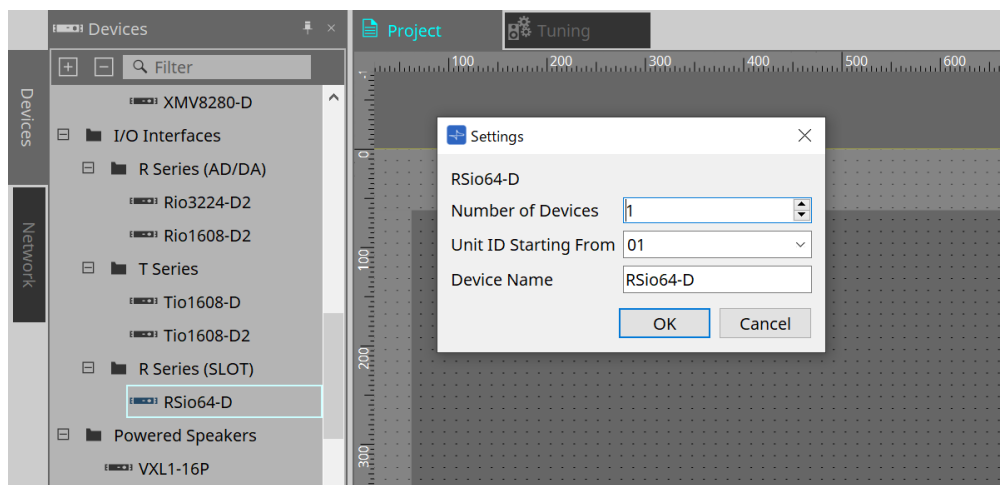 Devices
Filter
XMV8280-D
I/O Interfaces
R Series (AD/DA)
Rio3224-D2
Rio1608-D2
T Series
Tio1608-D
Tio1608-D2
R Series (SLOT)
RSio64-D
Powered Speakers
VXL1-16P
Devices
Network
Project
Tuning
100 200 300 400 500 600
0
100
200
300
Settings
RSio64-D
Number of Devices 1
Unit ID Starting From 01
Device Name RSio64-D
OK Cancel